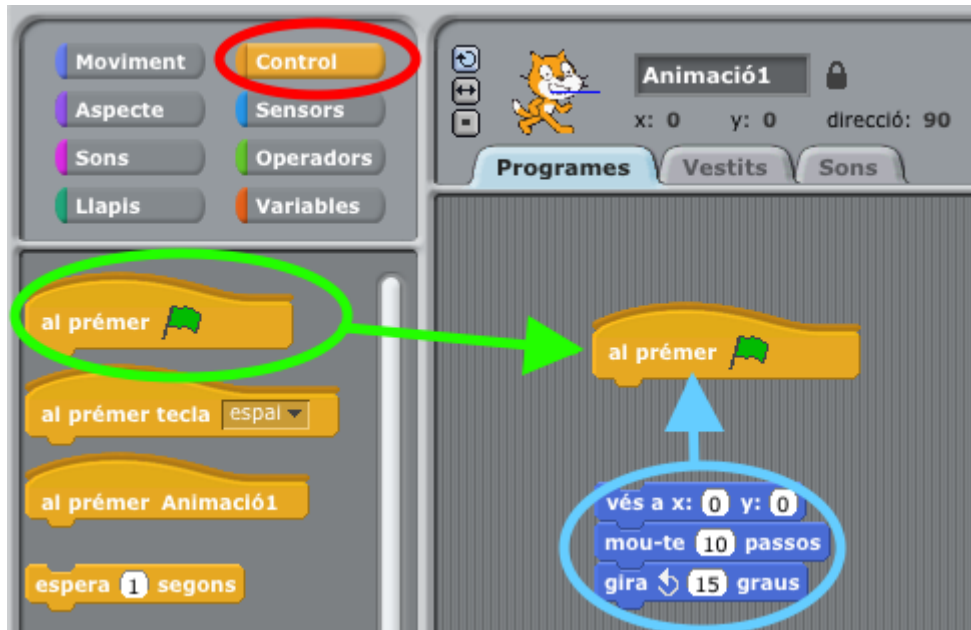 Moviment Control
Aspecte Sensors
Sons Operadors
Llapis Variables
al prémer
al prémer tecla espai
al prémer Animació1
espera 1 segons
Animació1
x: 0 y: 0 direcció: 90
Programes Vestits Sons
al prémer
vés a x: 0 y: 0
mou-te 10 passos
gira 15 graus